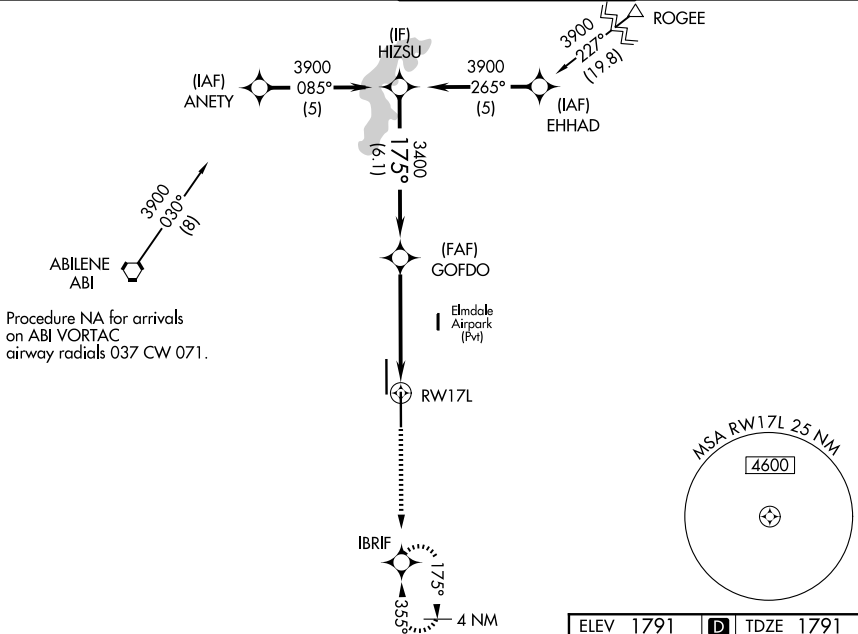 ROGEE
3900
227°
(19.8)
(IF)
HIZSU
(IAF)
ANETY
3900
085°
(5)
3900
265°
(5)
(IAF)
EHHAD
3400
175°
(6.1)
3900
030°
(8)
ABILENE
ABI
(FAF)
GOFDO
Procedure NA for arrivals
on ABI VORTAC
airway radials 037 CW 071.
Elmdale
Airpark
(Pvt)
RW17L
MSA RW17L 25 NM
4600
IBRIF
175°
355°
4 NM
ELEV 1791 D TDZE 1791